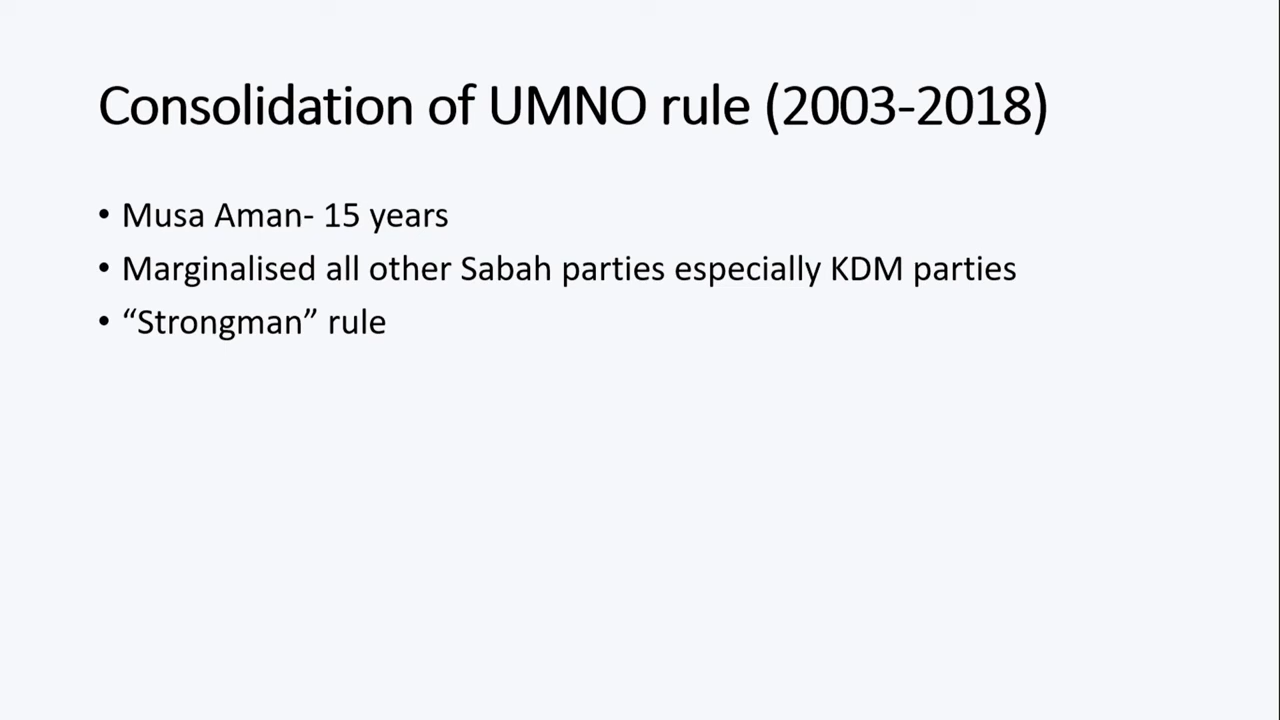 Consolidation of UMNO rule (2003-2018)
• Musa Aman- 15 years
• Marginalised all other Sabah parties especially KDM parties
• “Strongman” rule